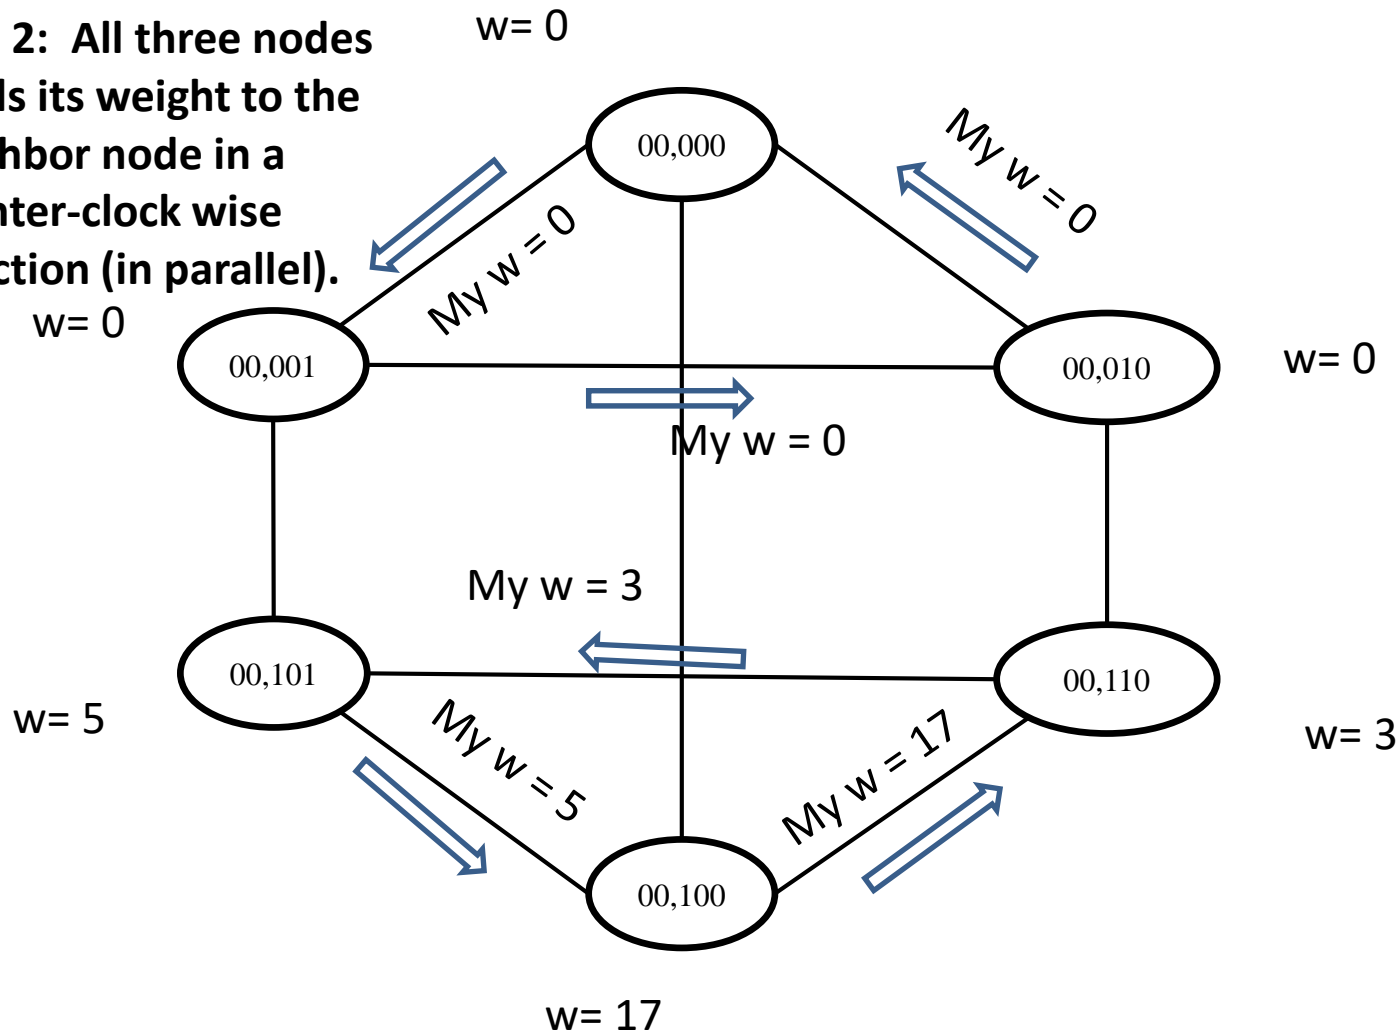 2: All three nodes
ls its weight to the
hbor node in a
nter-clock wise
ction (in parallel).
w= 0
00,000
My w = 0
My w = 0
w= 0
00,001
00,010
w= 0
My w = 0
My w = 3
00,101
00,110
w= 5
My w = 5
My w = 17
w= 3
00,100
w= 17